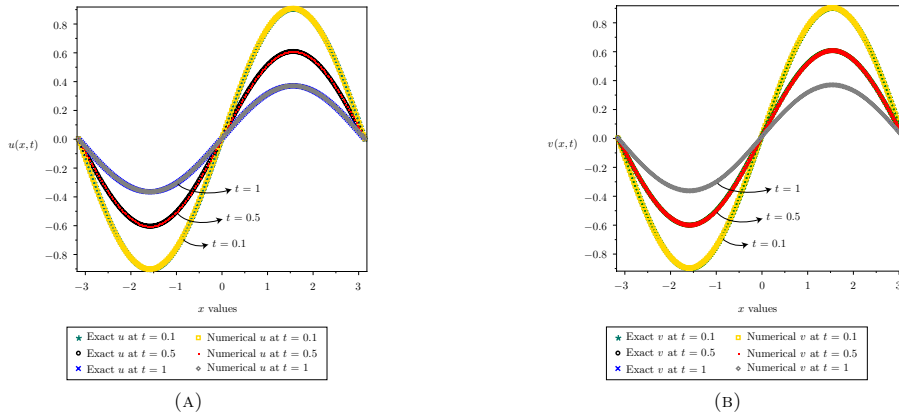 0.8
0.6
0.4
0.2
0.0
−0.2
−0.4
−0.6
−0.8
u(x, t)
t = 1
t = 0.5
t = 0.1
−3 −2 −1 0 1 2 3
x values
Exact u at t = 0.1 Numerical u at t = 0.1
Exact u at t = 0.5 Numerical u at t = 0.5
Exact u at t = 1 Numerical u at t = 1
(A)
0.8
0.6
0.4
0.2
0.0
−0.2
−0.4
−0.6
−0.8
v(x, t)
t = 1
t = 0.5
t = 0.1
−3 −2 −1 0 1 2 3
x values
Exact v at t = 0.1 Numerical v at t = 0.1
Exact v at t = 0.5 Numerical v at t = 0.5
Exact v at t = 1 Numerical v at t = 1
(B)